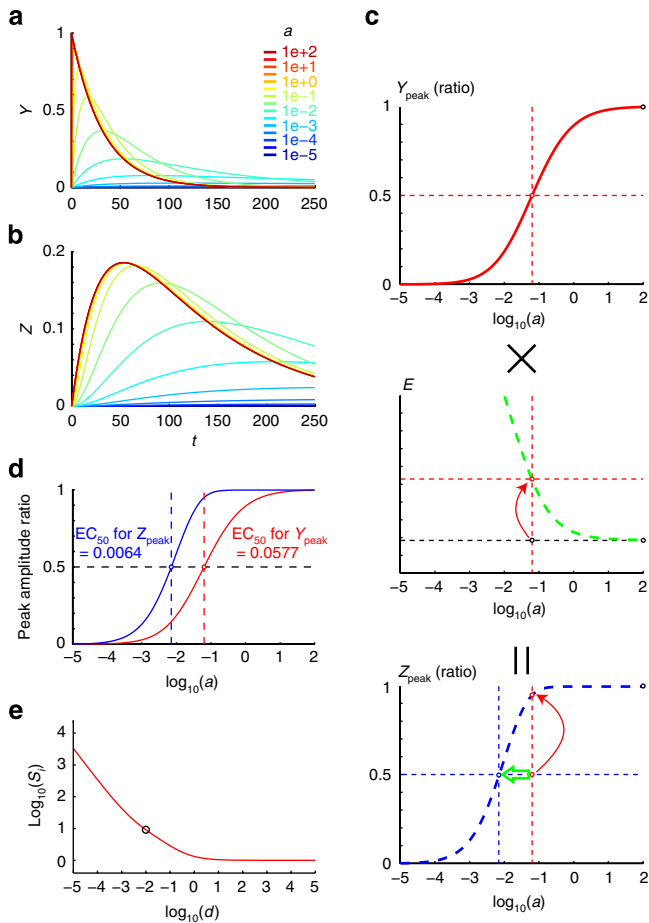 a
Y
1
0.5
0
0 50 100 150 200 250
a
1e+2
1e+1
1e+0
1e−1
1e−2
1e−3
1e−4
1e−5
b
Z
0.2
0.1
0
0 50 100 150 200 250
t
c
Y peak (ratio)
1
0.5
0
−5 −4 −3 −2 −1 0 1 2
log10(a)
×
E
−5 −4 −3 −2 −1 0 1 2
log10(a)
=
Z peak (ratio)
1
0.5
0
−5 −4 −3 −2 −1 0 1 2
log10(a)
d
Peak amplitude ratio
1
0.5
0
EC50 for Zpeak
= 0.0064
EC50 for Ypeak
= 0.0577
−5 −4 −3 −2 −1 0 1 2
log10(a)
e
Log10(Si)
4
3
2
1
0
−5 −4 −3 −2 −1 0 1 2 3 4 5
log10(d)